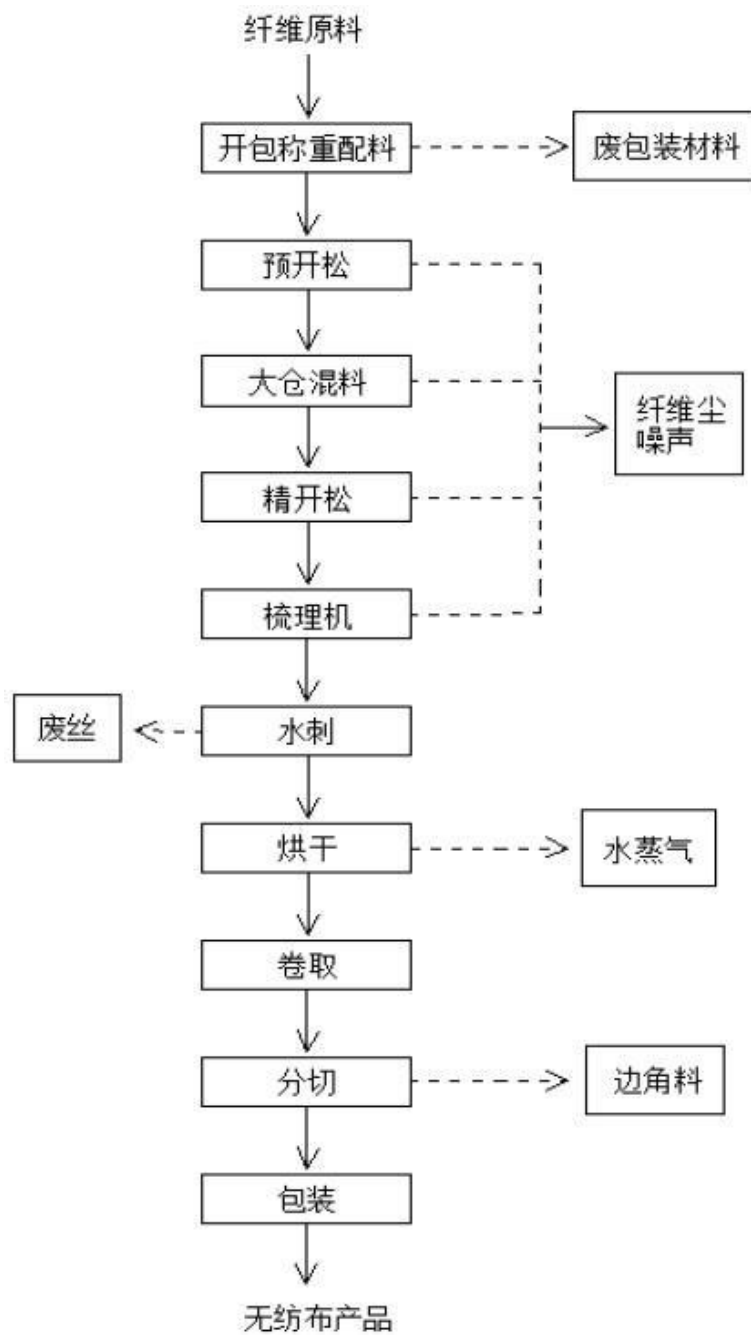 纤维原料
开包称重配料
废包装材料
预开松
大仓混料
纤维尘
噪声
精开松
梳理机
废丝
水刺
烘干
水蒸气
卷取
分切
边角料
包装
无纺布产品